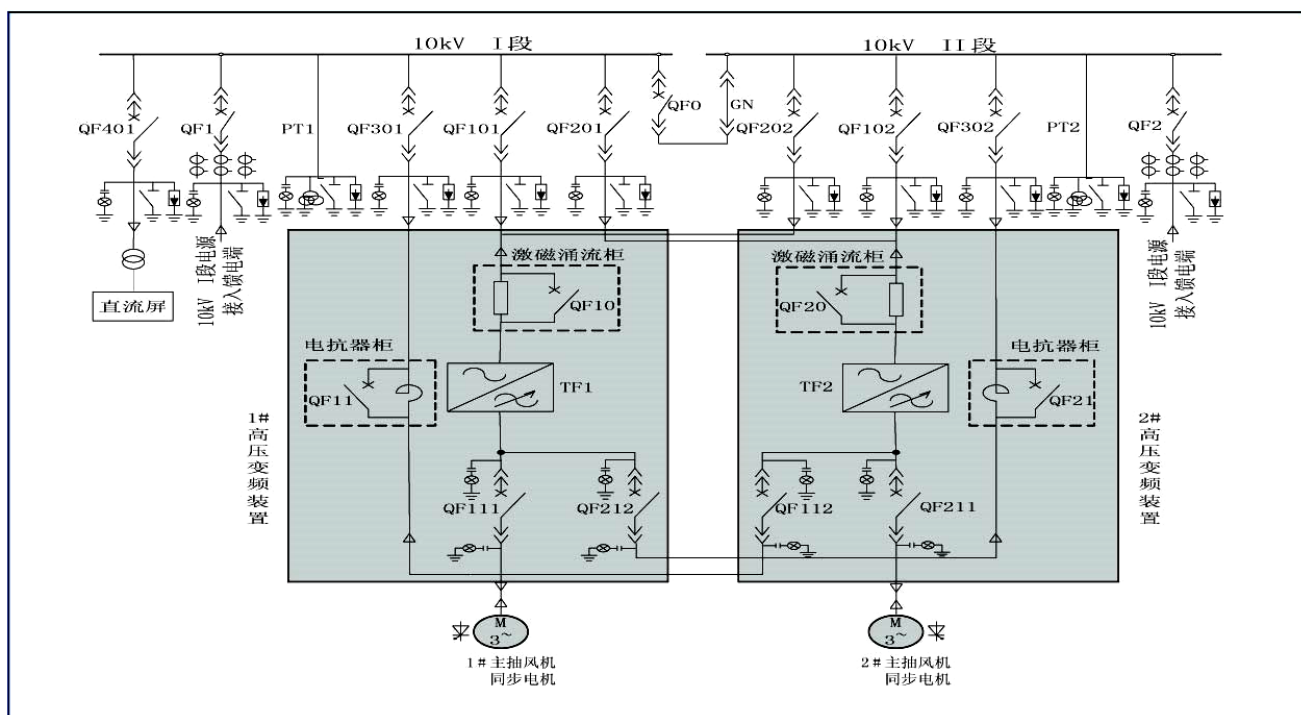 10kV I段
10kV II段
QF401
QF1
PT1
QF301
QF101
QF201
QF0
GN
QF202
QF102
QF302
PT2
QF2
10kV I段电源
接入馈电端
直流屏
激磁涌流柜
QF10
激磁涌流柜
QF20
10kV I段电源
接入馈电端
电抗器柜
QF11
TF1
TF2
电抗器柜
QF21
1#高压变频装置
2#高压变频装置
QF111
QF212
QF112
QF211
M
3~
M
3~
1#主抽风机
同步电机
2#主抽风机
同步电机